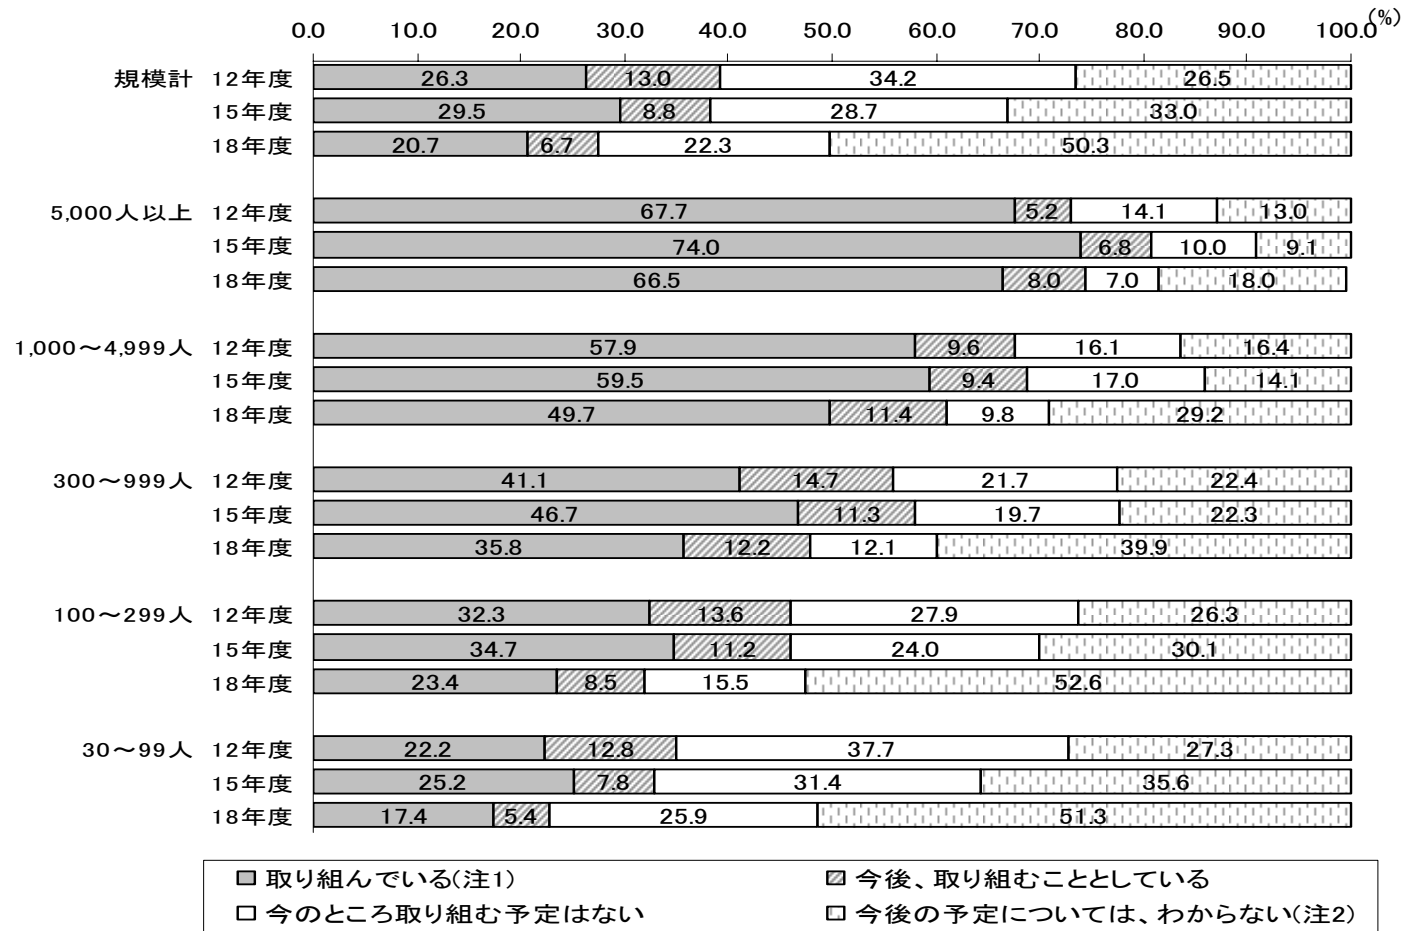 (%)
0.0 10.0 20.0 30.0 40.0 50.0 60.0 70.0 80.0 90.0 100.0
規模計 12年度 26.3 13.0 34.2 26.5
15年度 29.5 8.8 28.7 33.0
18年度 20.7 6.7 22.3 50.3
5,000人以上 12年度 67.7 5.2 14.1 13.0
15年度 74.0 6.8 10.0 9.1
18年度 66.5 8.0 7.0 18.0
1,000～4,999人 12年度 57.9 9.6 16.1 16.4
15年度 59.5 9.4 17.0 14.1
18年度 49.7 11.4 9.8 29.2
300～999人 12年度 41.1 14.7 21.7 22.4
15年度 46.7 11.3 19.7 22.3
18年度 35.8 12.2 12.1 39.9
100～299人 12年度 32.3 13.6 27.9 26.3
15年度 34.7 11.2 24.0 30.1
18年度 23.4 8.5 15.5 52.6
30～99人 12年度 22.2 12.8 37.7 27.3
15年度 25.2 7.8 31.4 35.6
18年度 17.4 5.4 25.9 51.3
取り組んでいる(注1) 今後、取り組むこととしている
今のところ取り組む予定はない 今後の予定については、わからない(注2)